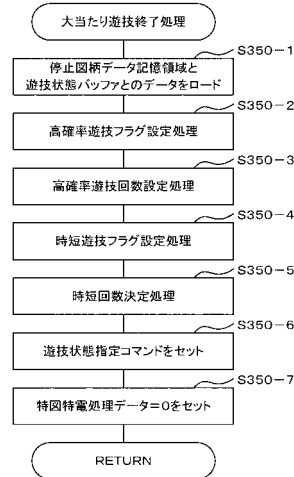 大当たり遊技終了処理
S350-1
停止図柄データ記憶領域と
遊技状態バッファとのデータをロード
S350-2
高確率遊技フラグ設定処理
S350-3
高確率遊技回数設定処理
S350-4
時短遊技フラグ設定処理
S350-5
時短回数決定処理
S350-6
遊技状態指定コマンドをセット
S350-7
特図特電処理データ=0をセット
RETURN